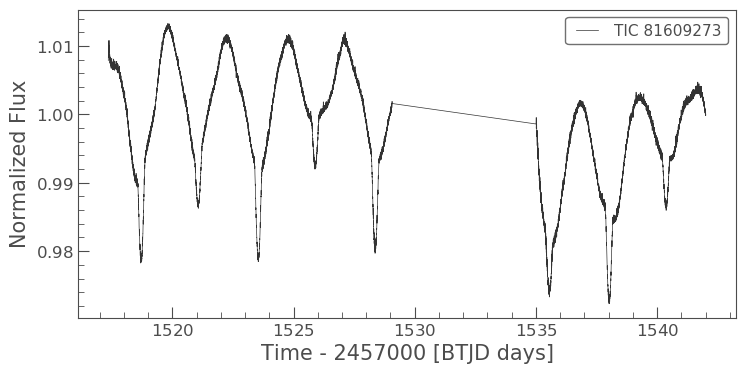 TIC 81609273
Normalized Flux
1.01
1.00
0.99
0.98
1520 1525 1530 1535 1540
Time - 2457000 [BTJD days]